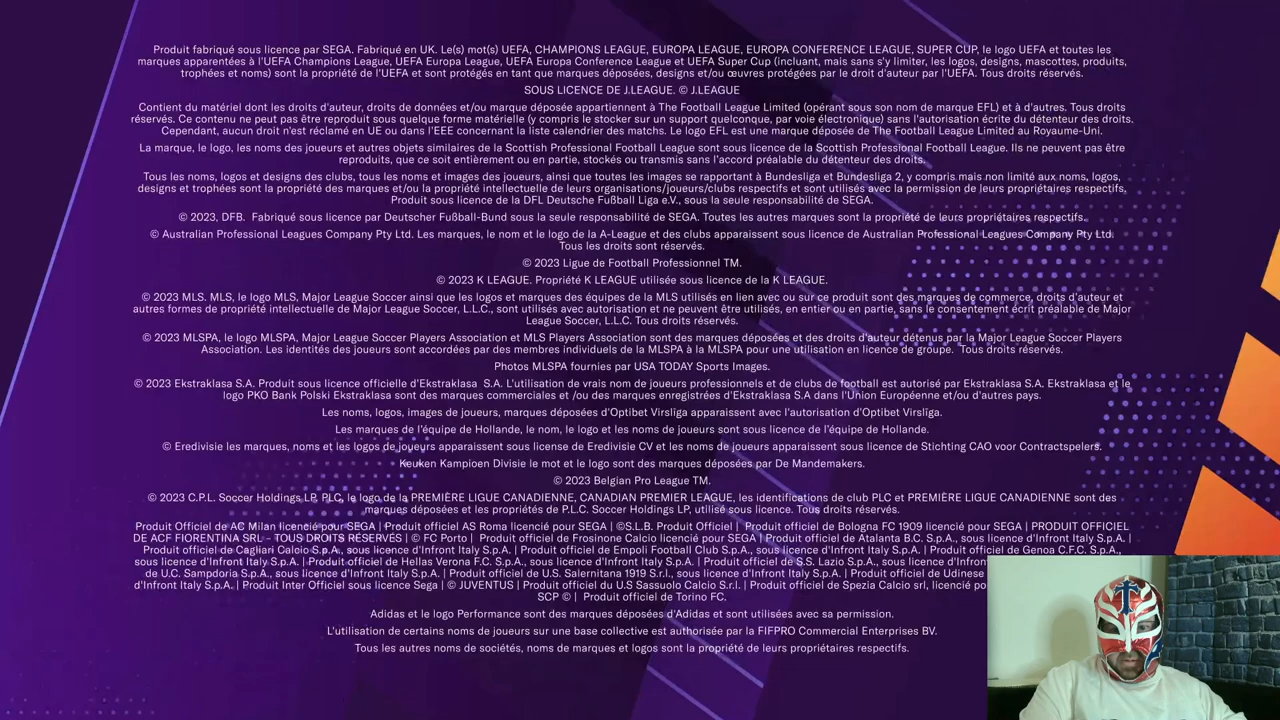 Produit fabriqué sous licence par SEGA. Fabriqué en UK. Le(s) mot(s) UEFA, CHAMPIONS LEAGUE, EUROPA LEAGUE, EUROPA CONFERENCE LEAGUE, SUPER CUP, le logo UEFA et toutes les
marques apparentées à l'UEFA Champions League, UEFA Europa League, UEFA Europa Conference League et UEFA Super Cup (incluant, mais sans s'y limiter, les logos, designs, mascottes, produits,
trophées et noms) sont la propriété de l'UEFA et sont protégés en tant que marques déposées, designs et/ou œuvres protégées par le droit d'auteur par l'UEFA. Tous droits réservés.
SOUS LICENCE DE J.LEAGUE. © J.LEAGUE
Contient du matériel dont les droits d'auteur, droits de données et/ou marque déposée appartiennent à The Football League Limited (opérant sous son nom de marque EFL) et à d'autres. Tous droits
réservés. Ce contenu ne peut pas être reproduit sous quelque forme matérielle (y compris le stocker sur un support quelconque, par voie électronique) sans l'autorisation écrite du détenteur des droits.
Cependant, aucun droit n'est réclamé en UE ou dans l'EEE concernant la liste calendrier des matchs. Le logo EFL est une marque déposée de The Football League Limited au Royaume-Uni.
La marque, le logo, les noms des joueurs et autres objets similaires de la Scottish Professional Football League sont sous licence de la Scottish Professional Football League. Ils ne peuvent pas être
reproduits, que ce soit entièrement ou en partie, stockés ou transmis sans l'accord préalable du détenteur des droits.
Tous les noms, logos et designs des clubs, tous les noms et images des joueurs, ainsi que toutes les images se rapportant à Bundesliga et Bundesliga 2, y compris mais non limité aux noms, logos,
designs et trophées sont la propriété des marques et/ou la propriété intellectuelle de leurs organisations/joueurs/clubs respectifs et sont utilisés avec la permission de leurs propriétaires respectifs.
Produit sous licence de la DFL Deutsche Fußball Liga e.V., sous la seule responsabilité de SEGA.
© 2023, DFB. Fabriqué sous licence par Deutscher Fußball-Bund sous la seule responsabilité de SEGA. Toutes les autres marques sont la propriété de leurs propriétaires respectifs.
© Australian Professional Leagues Company Pty Ltd. Les marques, le nom et le logo de la A-League et des clubs apparaissent sous licence de Australian Professional Leagues Company Pty Ltd.
Tous les droits sont réservés.
© 2023 Ligue de Football Professionnel TM.
© 2023 K LEAGUE. Propriété K LEAGUE utilisée sous licence de la K LEAGUE.
© 2023 MLS. MLS, le logo MLS, Major League Soccer ainsi que les logos et marques des équipes de la MLS utilisés en lien avec ou sur ce produit sont des marques de commerce, droits d'auteur et
autres formes de propriété intellectuelle de Major League Soccer, L.L.C., sont utilisés avec autorisation et ne peuvent être utilisés, en entier ou en partie, sans le consentement écrit préalable de Major
League Soccer, L.L.C. Tous droits réservés.
© 2023 MLSPA, le logo MLSPA, Major League Soccer Players Association et MLS Players Association sont des marques déposées et des droits d'auteur détenus par la Major League Soccer Players
Association. Les identités des joueurs sont accordées par des membres individuels de la MLSPA à la MLSPA pour une utilisation en licence de groupe. Tous droits réservés.
Photos MLSPA fournies par USA TODAY Sports Images.
© 2023 Ekstraklasa S.A. Produit sous licence officielle d'Ekstraklasa S.A. L'utilisation de vrais nom de joueurs professionnels et de clubs de football est autorisé par Ekstraklasa S.A. Ekstraklasa et le
logo PKO Bank Polski Ekstraklasa sont des marques commerciales et /ou des marques enregistrées d'Ekstraklasa S.A dans l'Union Européenne et/ou d'autres pays.
Les noms, logos, images de joueurs, marques déposées d'Optibet Virsliga apparaissent avec l'autorisation d'Optibet Virsliga.
Les marques de l'équipe de Hollande, le nom, le logo et les noms de joueurs sont sous licence de l'équipe de Hollande.
© Eredivisie les marques, noms et les logos de joueurs apparaissent sous license de Eredivisie CV et les noms de joueurs apparaissent sous licence de Stichting CAO voor Contractspelers.
Keuken Kampioen Divisie le mot et le logo sont des marques déposées par De Mandemakers.
© 2023 Belgian Pro League TM.
© 2023 C.P.L. Soccer Holdings LP, PLC, le logo de la PREMIÈRE LIGUE CANADIENNE, CANADIAN PREMIER LEAGUE, les identifications de club PLC et PREMIÈRE LIGUE CANADIENNE sont des
marques déposées et les propriétés de P.L.C. Soccer Holdings LP, utilisé sous licence. Tous droits réservés.
Produit Officiel de AC Milan licencié pour SEGA | Produit officiel AS Roma licencié pour SEGA | ©S.L.B. Produit Officiel | Produit officiel de Bologna FC 1909 licencié pour SEGA | PRODUIT OFFICIEL
DE ACF FIORENTINA SRL - TOUS DROITS RÉSERVÉS | © FC Porto | Produit officiel de Frosinone Calcio licencié pour SEGA | Produit officiel de Atalanta B.C. S.p.A., sous licence d'Infront Italy S.p.A. |
Produit officiel de Cagliari Calcio S.p.A., sous licence d'Infront Italy S.p.A. | Produit officiel de Empoli Football Club S.p.A., sous licence d'Infront Italy S.p.A. | Produit officiel de Genoa C.F.C. S.p.A.,
sous licence d'Infront Italy S.p.A. | Produit officiel de Hellas Verona F.C. S.p.A., sous licence d'Infront Italy S.p.A. | Produit officiel de S.S. Lazio S.p.A., sous licence d'Infront
de U.C. Sampdoria S.p.A., sous licence d'Infront Italy S.p.A. | Produit officiel de U.S. Salernitana 1919 S.r.l., sous licence d'Infront Italy S.p.A. | Produit officiel de Udinese
d'Infront Italy S.p.A. | Produit Inter Officiel sous licence Sega | © JUVENTUS | Produit officiel du U.S Sassuolo Calcio S.r.l. | Produit officiel de Spezia Calcio srl, licencié
SCP © | Produit officiel de Torino FC.
Adidas et le logo Performance sont des marques déposées d'Adidas et sont utilisées avec sa permission.
L'utilisation de certains noms de joueurs sur une base collective est authorisée par la FIFPRO Commercial Enterprises BV.
Tous les autres noms de sociétés, noms de marques et logos sont la propriété de leurs propriétaires respectifs.